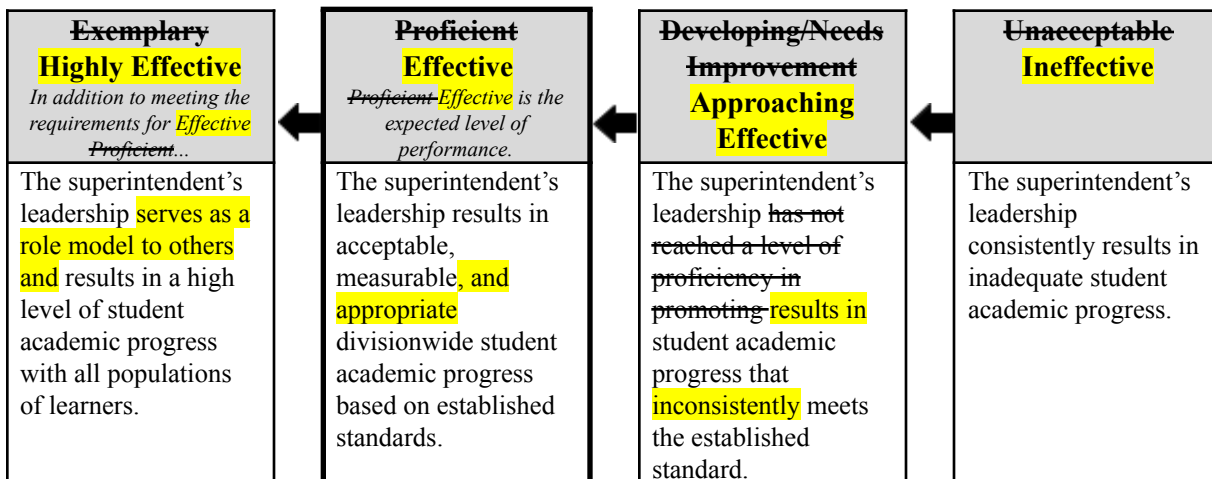 Exemplary
Highly Effective
In addition to meeting the
requirements for Effective
Proficient...
The superintendent's
leadership serves as a
role model to others
and results in a high
level of student
academic progress
with all populations
of learners.
Proficient
Effective
Proficient Effective is the
expected level of
performance.
The superintendent's
leadership results in
acceptable,
measurable, and
appropriate
divisionwide student
academic progress
based on established
standards.
Developing/Needs
Improvement
Approaching
Effective
The superintendent's
leadership has not
reached a level of
proficiency in
promoting results in
student academic
progress that
inconsistently meets
the established
standard.
Unacceptable
Ineffective
The superintendent's
leadership
consistently results in
inadequate student
academic progress.